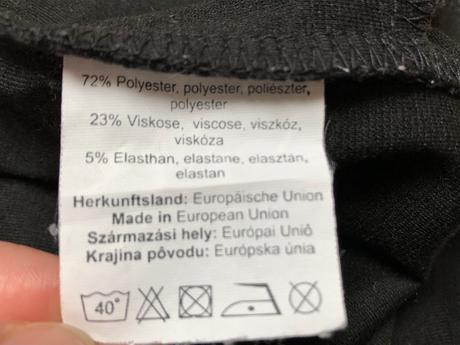 72% Polyester, polyester, poliészter,
polyester
23% Viskose, viscose, viszkóz,
viskóza
5% Elasthan, elastane, elasztán,
elastan
Herkunftsland: Europäische Union
Made in European Union
Származási hely: Európai Unió
Krajina pôvodu: Európska únia
40°